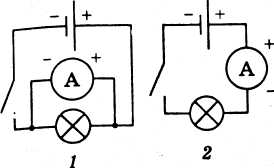 − + − +
− + A + A
−
1 2